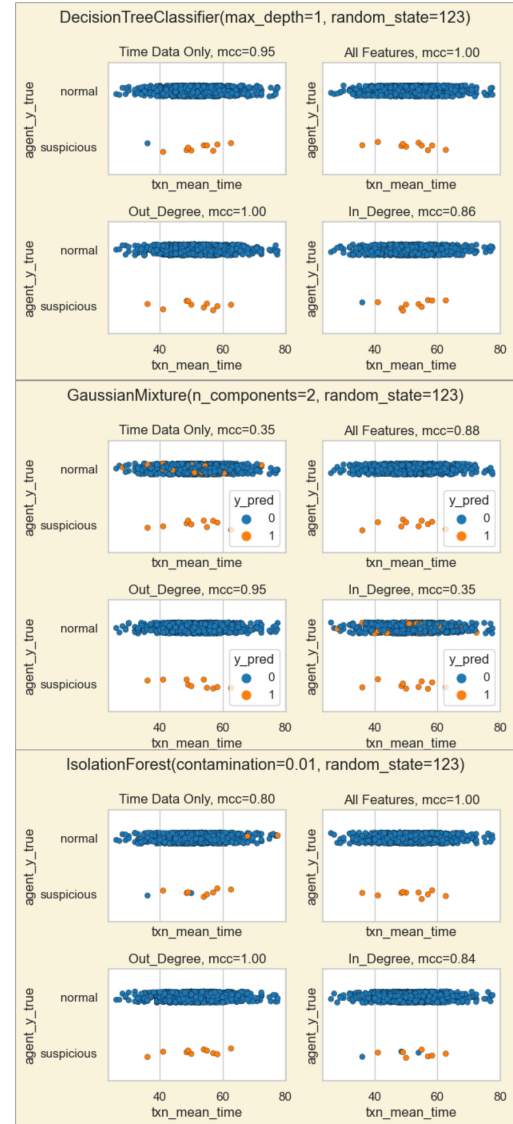 DecisionTreeClassifier(max_depth=1, random_state=123)
Time Data Only, mcc=0.95
All Features, mcc=1.00
agent_y_true
normal
suspicious
agent_y_true
txn_mean_time
txn_mean_time
Out_Degree, mcc=1.00
In_Degree, mcc=0.86
agent_y_true
normal
suspicious
agent_y_true
40 60 80
40 60 80
txn_mean_time
txn_mean_time
GaussianMixture(n_components=2, random_state=123)
Time Data Only, mcc=0.35
All Features, mcc=0.88
agent_y_true
normal
suspicious
y_pred
0
1
agent_y_true
y_pred
0
1
txn_mean_time
txn_mean_time
Out_Degree, mcc=0.95
In_Degree, mcc=0.35
agent_y_true
normal
suspicious
y_pred
0
1
agent_y_true
y_pred
0
1
40 60 80
40 60 80
txn_mean_time
txn_mean_time
IsolationForest(contamination=0.01, random_state=123)
Time Data Only, mcc=0.80
All Features, mcc=1.00
agent_y_true
normal
suspicious
agent_y_true
txn_mean_time
txn_mean_time
Out_Degree, mcc=1.00
In_Degree, mcc=0.84
agent_y_true
normal
suspicious
agent_y_true
40 60 80
40 60 80
txn_mean_time
txn_mean_time